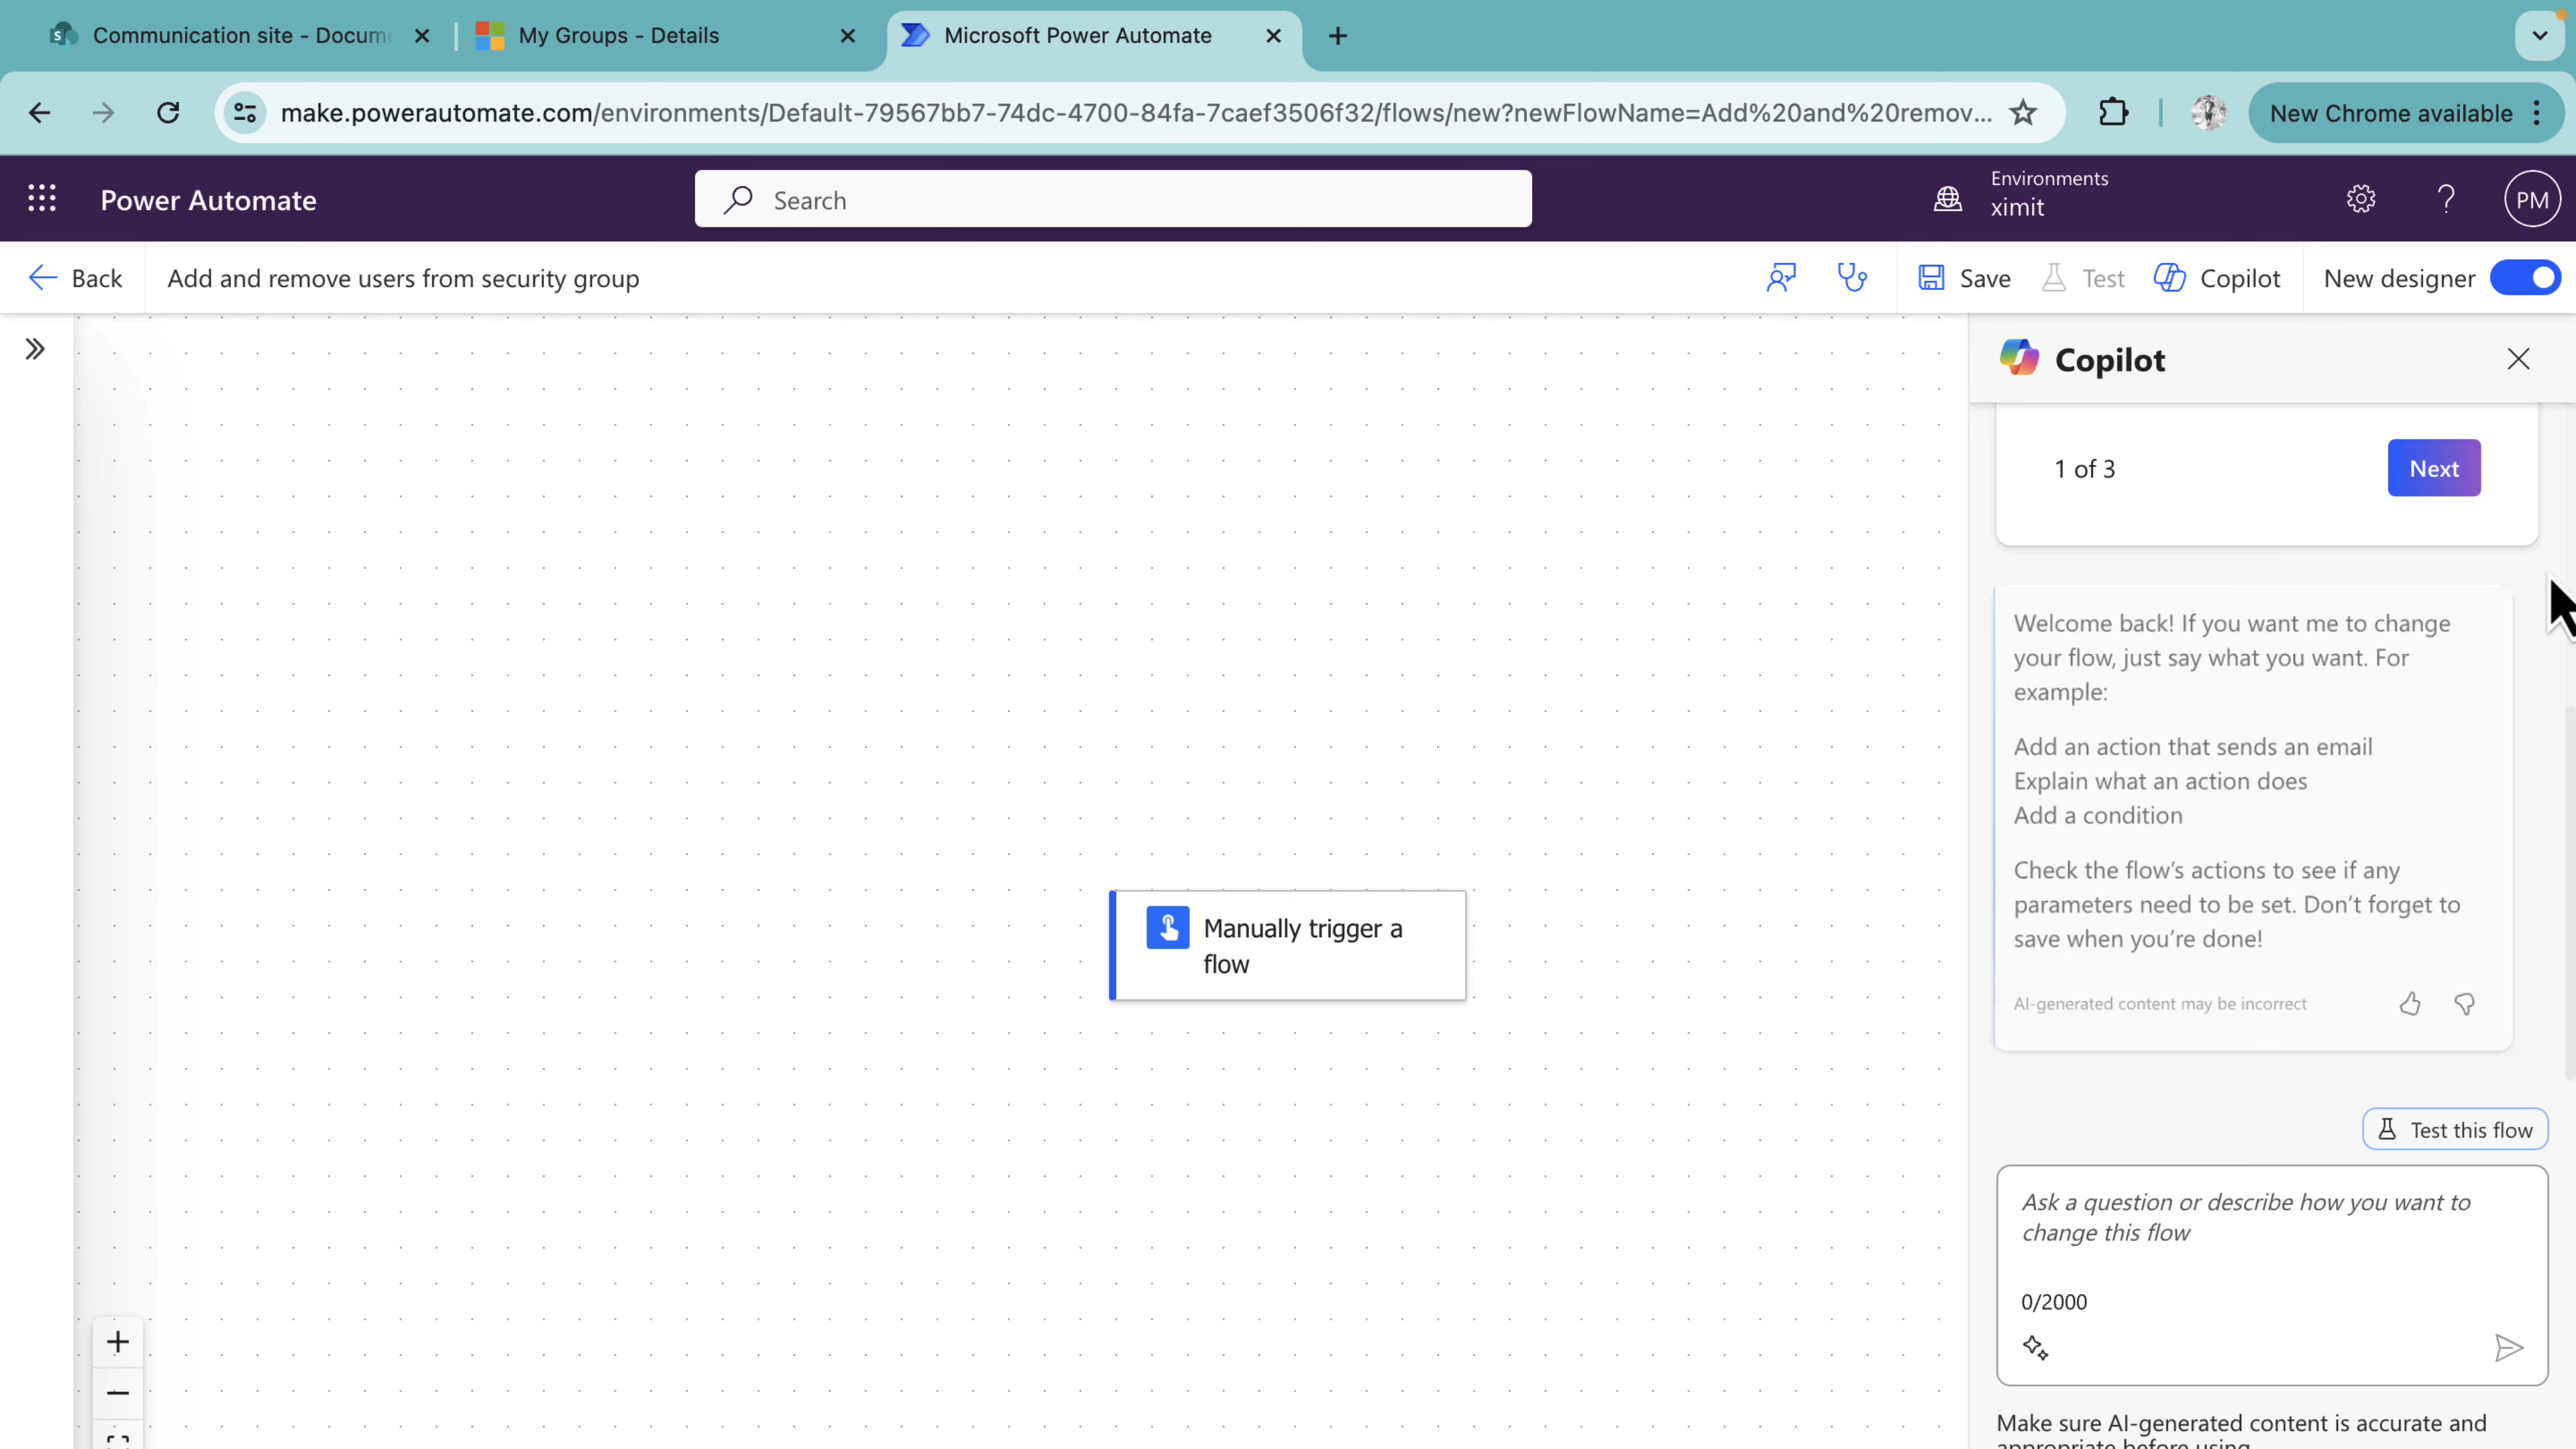 Communication site - Docum
My Groups - Details
Microsoft Power Automate
make.powerautomate.com/environments/Default-79567bb7-74dc-4700-84fa-7caef3506f32/flows/new?newFlowName=Add%20and%20remov...
New Chrome available
Power Automate
Search
Environments
ximit
PM
Back
Add and remove users from security group
Save
Test
Copilot
New designer
Copilot
1 of 3
Next
Welcome back! If you want me to change
your flow, just say what you want. For
example:
Add an action that sends an email
Explain what an action does
Add a condition
Check the flow’s actions to see if any
parameters need to be set. Don’t forget to
save when you’re done!
AI-generated content may be incorrect
Manually trigger a
flow
Test this flow
Ask a question or describe how you want to
change this flow
0/2000
Make sure AI-generated content is accurate and
appropriate before using